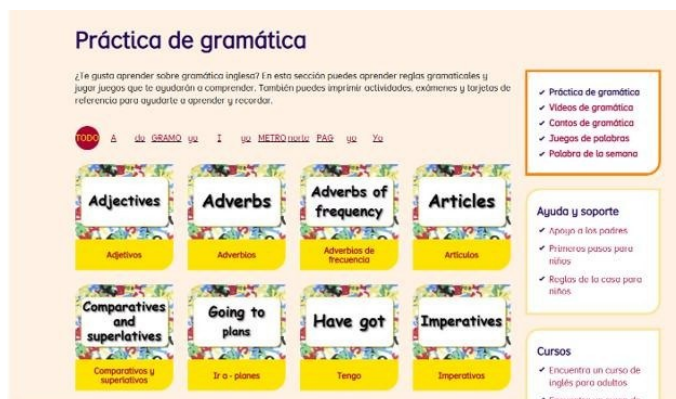 Práctica de gramática
¿Te gusta aprender sobre gramática inglesa? En esta sección puedes aprender reglas gramaticales y
jugar juegos que te ayudarán a comprender. También puedes imprimir actividades, exámenes y tarjetas de
referencia para ayudarte a aprender y recordar.
TODO A do GRAMO yo I yo METRO norte PAG yo Yo
Adjectives
Adverbs
Adverbs of
frequency
Articles
Adjetivos
Adverbios
Adverbios de
frecuencia
Artículos
Comparatives
and
superlatives
Going to
plans
Have got
Imperatives
Comparativos y
superlativos
Ir a - planes
Tengo
Imperativos
Práctica de gramática
Videos de gramática
Cantos de gramática
Juegos de palabras
Palabra de la semana
Ayuda y soporte
Apoyo a los padres
Primeros pasos para
niños
Reglas de la casa para
niños
Cursos
Encuentra un curso de
inglés para adultos